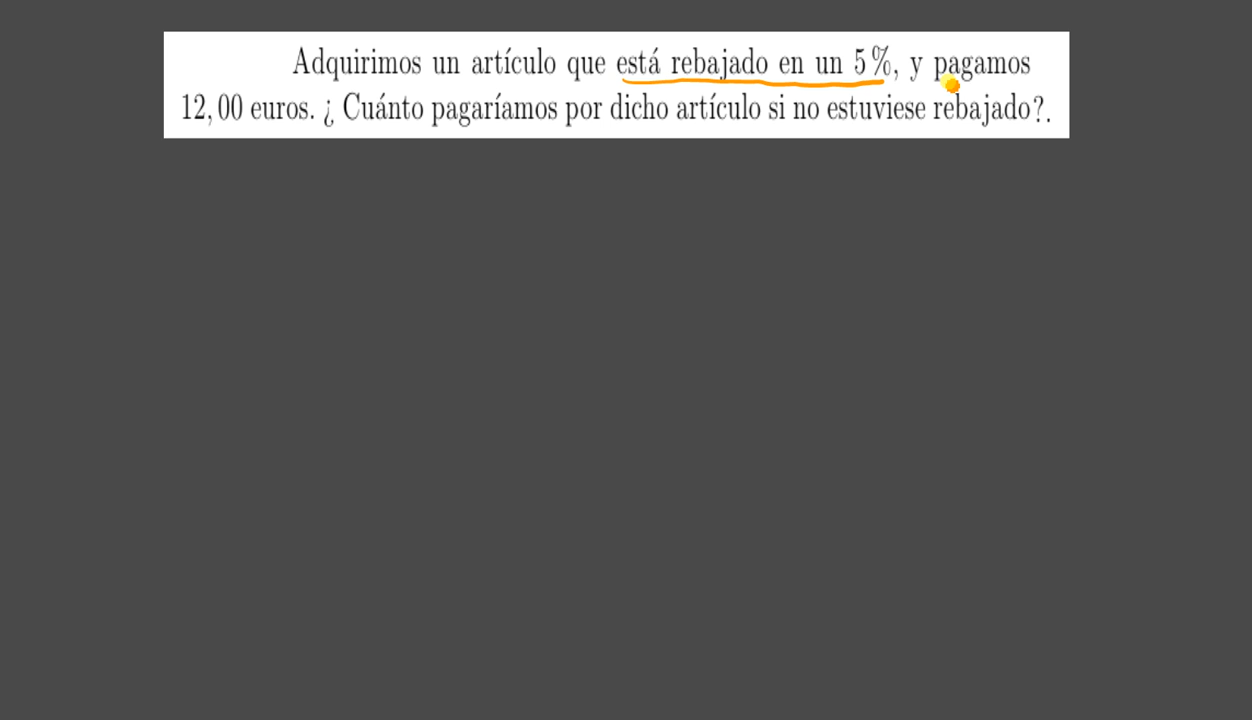 Adquirimos un artículo que está rebajado en un 5 %, y pagamos
12, 00 euros. ¿ Cuánto pagaríamos por dicho artículo si no estuviese rebajado?.